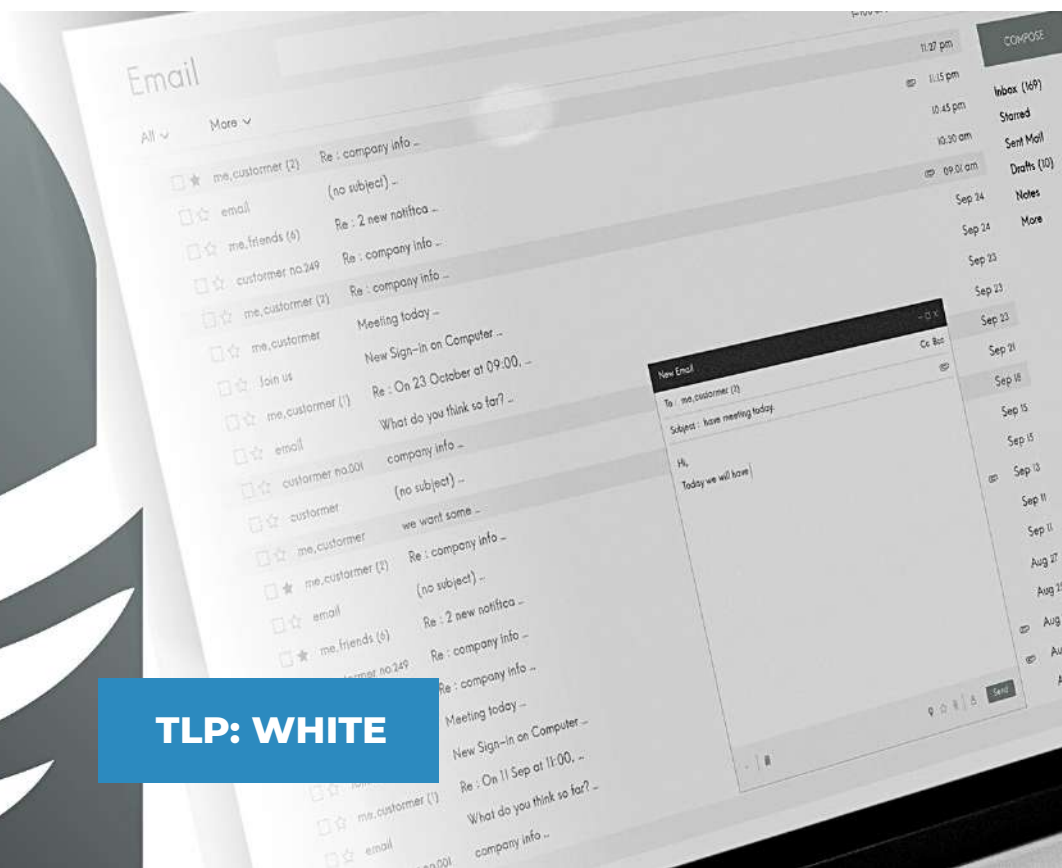 Email
All
More
me,custormer (2) Re : company info ...
email (no subject) ...
me,friends (6) Re : 2 new notifica ...
custormer no.249 Re : company info ...
me,custormer (2) Re : company info ...
me,custormer Meeting today ...
Join us New Sign-in on Computer ...
me,custormer (1) Re : On 23 October at 09:00, ...
email What do you think so far? ...
custormer no.001 company info ...
custormer (no subject) ...
me,custormer we want some ...
me,custormer (2) Re : company info ...
email (no subject) ...
me,friends (6) Re : 2 new notifica ...
no.249 Re : company info ...
Re : company info ...
Meeting today ...
New Sign-in on Computer ...
me,custormer (1) Re : On 11 Sep at 11:00, ...
email What do you think so far? ...
company info ...
11:27 pm
11:15 pm
10:45 pm
10:30 am
09.01 am
Sep 24
Sep 24
Sep 23
Sep 23
Sep 23
Sep 21
Sep 18
Sep 15
Sep 15
Sep 13
Sep 11
Sep 11
Aug 27
Aug
COMPOSE
Inbox (169)
Starred
Sent Mail
Drafts (10)
Notes
More
New Email
To : me,custormer (2)
Cc Bcc
Subject : have meeting today.
Hi,
Today we will have
Send
TLP: WHITE